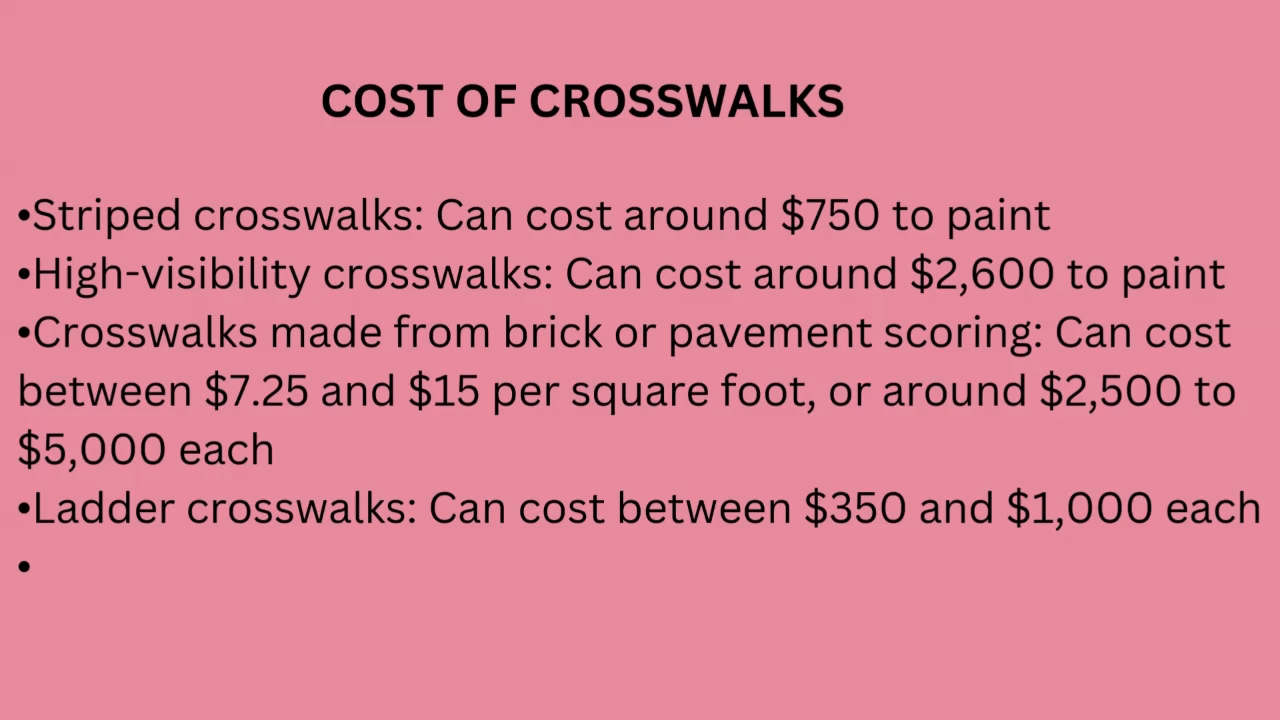 COST OF CROSSWALKS
•Striped crosswalks: Can cost around $750 to paint
•High-visibility crosswalks: Can cost around $2,600 to paint
•Crosswalks made from brick or pavement scoring: Can cost
between $7.25 and $15 per square foot, or around $2,500 to
$5,000 each
•Ladder crosswalks: Can cost between $350 and $1,000 each
•